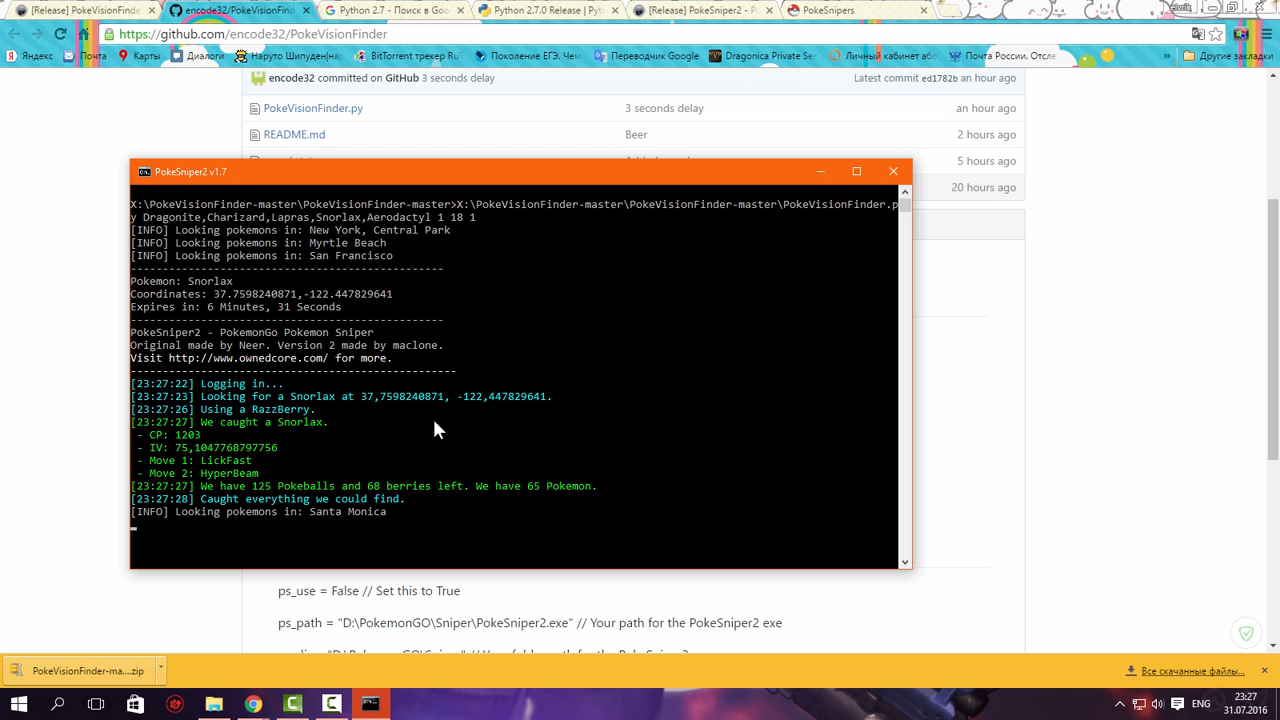 [Release] PokeVisionFinder
encode32/PokeVisionFinde
Python 2.7 - Поиск в Goo
Python 2.7.0 Release | Pyt
[Release] PokeSniper2 - P
PokeSnipers
https://github.com/encode32/PokeVisionFinder
Яндекс
Почта
Карты
Диалоги
Наруто Шипуден|нар
BitTorrent трекер RuT
Поколение ЕГЭ. Чем
Переводчик Google
Dragonica Private Ser
Личный кабинет або
Почта России. Отсле
»
Другие закладки
encode32 committed on GitHub 3 seconds delay
Latest commit ed1782b an hour ago
PokeVisionFinder.py
3 seconds delay
an hour ago
README.md
Beer
2 hours ago
5 hours ago
20 hours ago
PokeSniper2 v1.7
X:\PokeVisionFinder-master\PokeVisionFinder-master>X:\PokeVisionFinder-master\PokeVisionFinder-master\PokeVisionFinder.p
y Dragonite,Charizard,Lapras,Snorlax,Aerodactyl 1 18 1
[INFO] Looking pokemons in: New York, Central Park
[INFO] Looking pokemons in: Myrtle Beach
[INFO] Looking pokemons in: San Francisco
-------------------------------------------------
Pokemon: Snorlax
Coordinates: 37.7598240871,-122.447829641
Expires in: 6 Minutes, 31 Seconds
-------------------------------------------------
PokeSniper2 - PokemonGo Pokemon Sniper
Original made by Neer. Version 2 made by maclone.
Visit http://www.ownedcore.com/ for more.
---------------------------------------------------
[23:27:22] Logging in...
[23:27:23] Looking for a Snorlax at 37,7598240871, -122,447829641.
[23:27:26] Using a RazzBerry.
[23:27:27] We caught a Snorlax.
- CP: 1203
- IV: 75,1047768797756
- Move 1: LickFast
- Move 2: HyperBeam
[23:27:27] We have 125 Pokeballs and 68 berries left. We have 65 Pokemon.
[23:27:28] Caught everything we could find.
[INFO] Looking pokemons in: Santa Monica
ps_use = False // Set this to True
ps_path = "D:\PokemonGO\Sniper\PokeSniper2.exe" // Your path for the PokeSniper2 exe
PokeVisionFinder-ma....zip
Все скачанные файлы...
ENG
23:27
31.07.2016